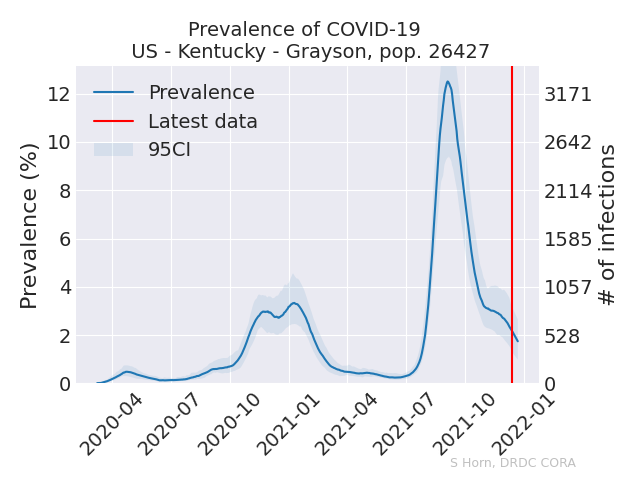 Prevalence of COVID-19
US - Kentucky - Grayson, pop. 26427
Prevalence
Latest data
95CI
Prevalence (%)
12
10
8
6
4
2
0
3171
2642
2114
1585
1057
528
0
# of infections
2020-04
2020-07
2020-10
2021-01
2021-04
2021-07
2021-10
2022-01
S Horn, DRDC CORA